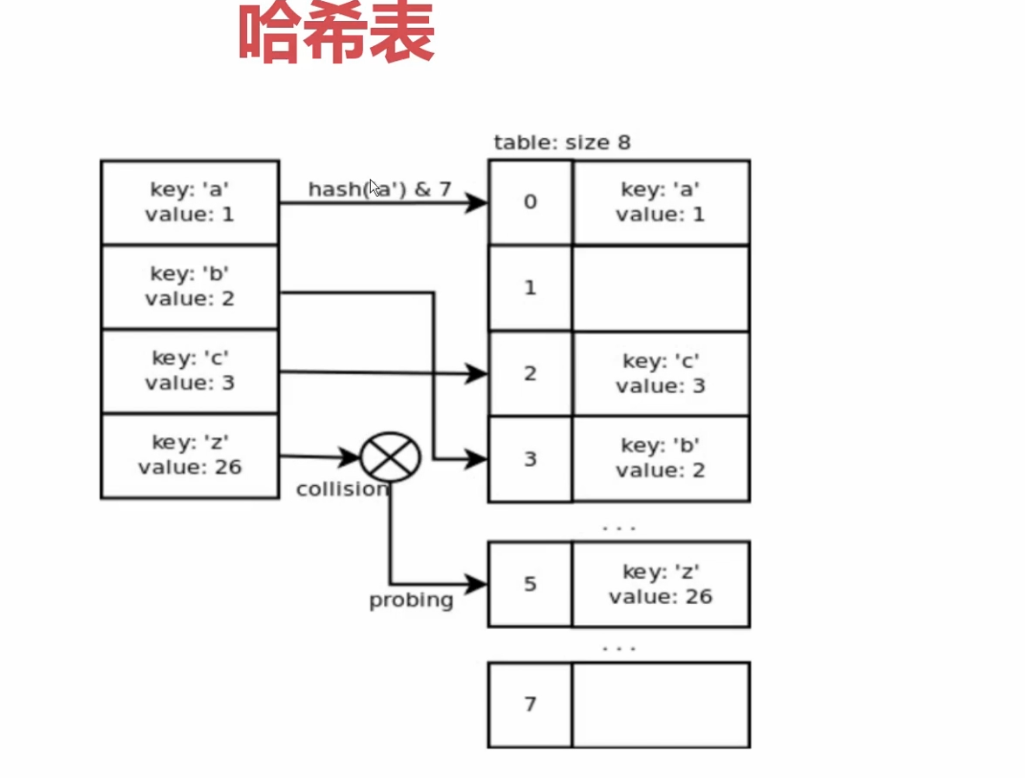 哈希表
table: size 8
key: 'a'
value: 1
hash('a') & 7
0
key: 'a'
value: 1
key: 'b'
value: 2
1
key: 'c'
value: 3
2
key: 'c'
value: 3
key: 'z'
value: 26
collision
3
key: 'b'
value: 2
. . .
probing
5
key: 'z'
value: 26
. . .
7